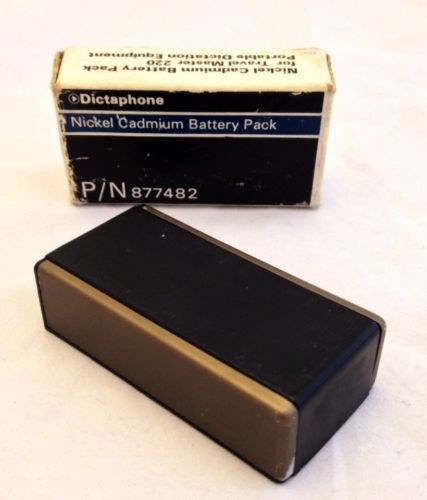 Nickel Cadmium Battery Pack
for Travel Master 220
Portable Dictation Equipment
Dictaphone
Nickel Cadmium Battery Pack
P/N 877482